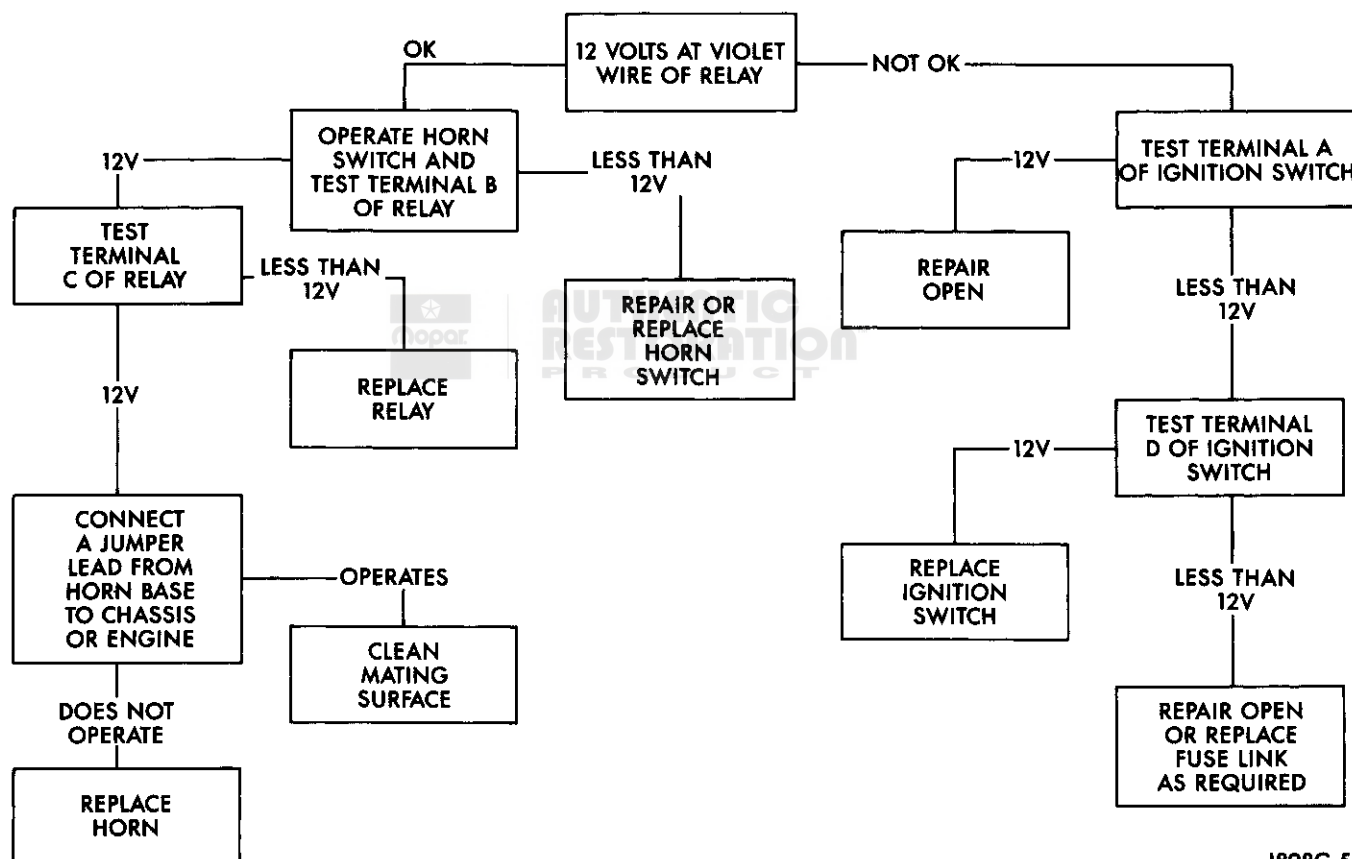 12 VOLTS AT VIOLET
WIRE OF RELAY
OK
NOT OK
OPERATE HORN
SWITCH AND
TEST TERMINAL B
OF RELAY
12V
LESS THAN
12V
TEST TERMINAL A
OF IGNITION SWITCH
12V
TEST
TERMINAL
C OF RELAY
LESS THAN
12V
REPAIR
OPEN
LESS THAN
12V
REPAIR OR
REPLACE
HORN
SWITCH
Mopar
AUTHENTIC
RESTORATION
PRODUCT
12V
REPLACE
RELAY
TEST TERMINAL
D OF IGNITION
SWITCH
12V
CONNECT
A JUMPER
LEAD FROM
HORN BASE
TO CHASSIS
OR ENGINE
OPERATES
REPLACE
IGNITION
SWITCH
LESS THAN
12V
CLEAN
MATING
SURFACE
DOES NOT
OPERATE
REPAIR OPEN
OR REPLACE
FUSE LINK
AS REQUIRED
REPLACE
HORN